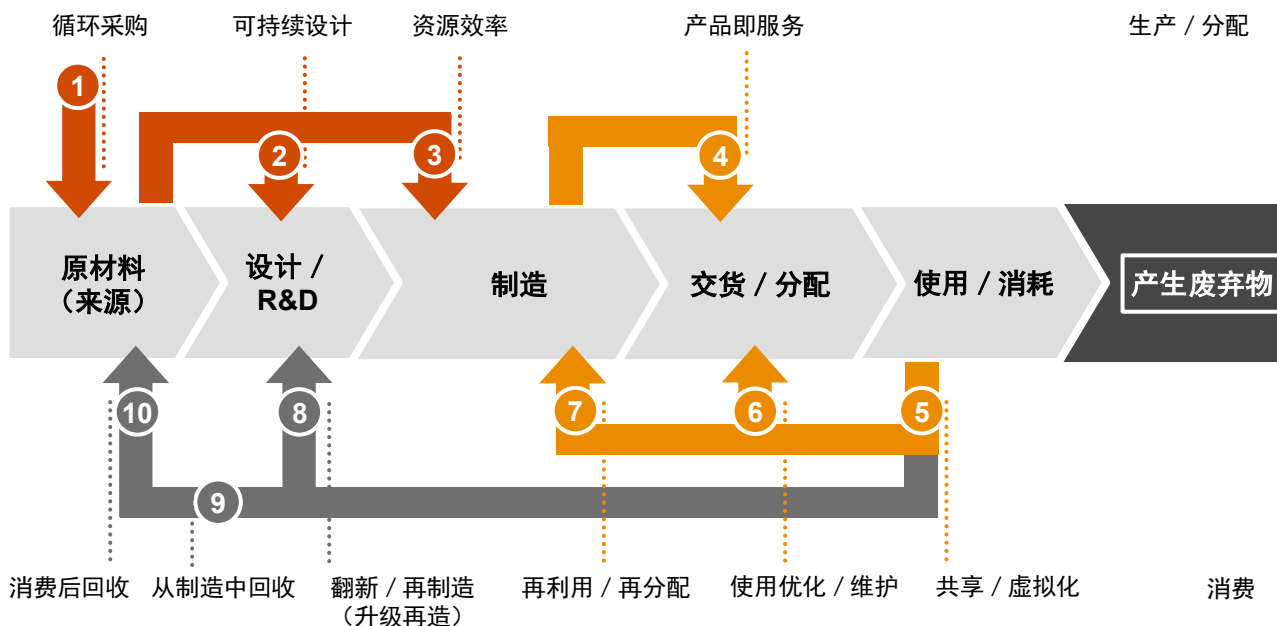 循环采购
可持续设计
资源效率
产品即服务
生产 / 分配
1
2
3
4
原材料
（来源）
设计 /
R&D
制造
交货 / 分配
使用 / 消耗
产生废弃物
10
8
7
6
5
9
消费后回收
从制造中回收
翻新 / 再制造
（升级再造）
再利用 / 再分配
使用优化 / 维护
共享 / 虚拟化
消费